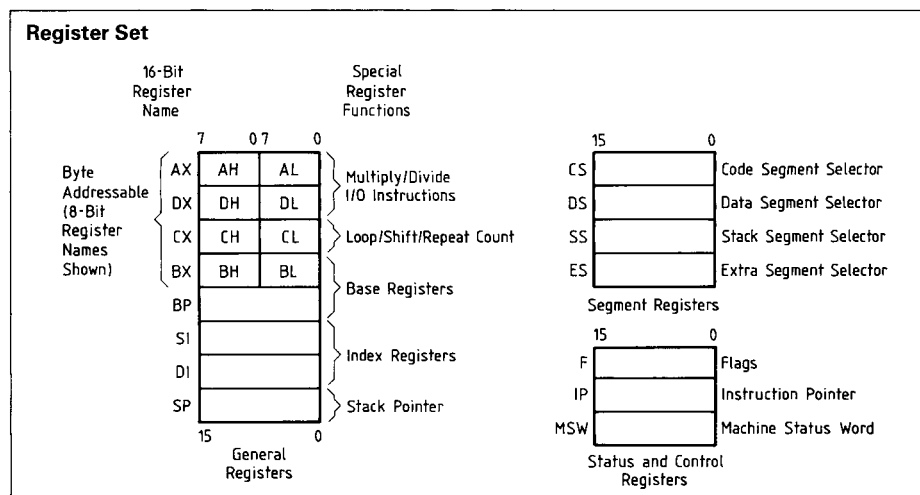 Register Set
16-Bit
Register
Name
Special
Register
Functions
7 0 7 0
Byte
Addressable
(8-Bit
Register
Names
Shown)
AX AH AL
DX DH DL
CX CH CL
BX BH BL
BP
SI
DI
SP
Multiply/Divide
I/O Instructions
Loop/Shift/Repeat Count
Base Registers
Index Registers
Stack Pointer
15 0
General
Registers
15 0
CS Code Segment Selector
DS Data Segment Selector
SS Stack Segment Selector
ES Extra Segment Selector
Segment Registers
15 0
F Flags
IP Instruction Pointer
MSW Machine Status Word
Status and Control
Registers